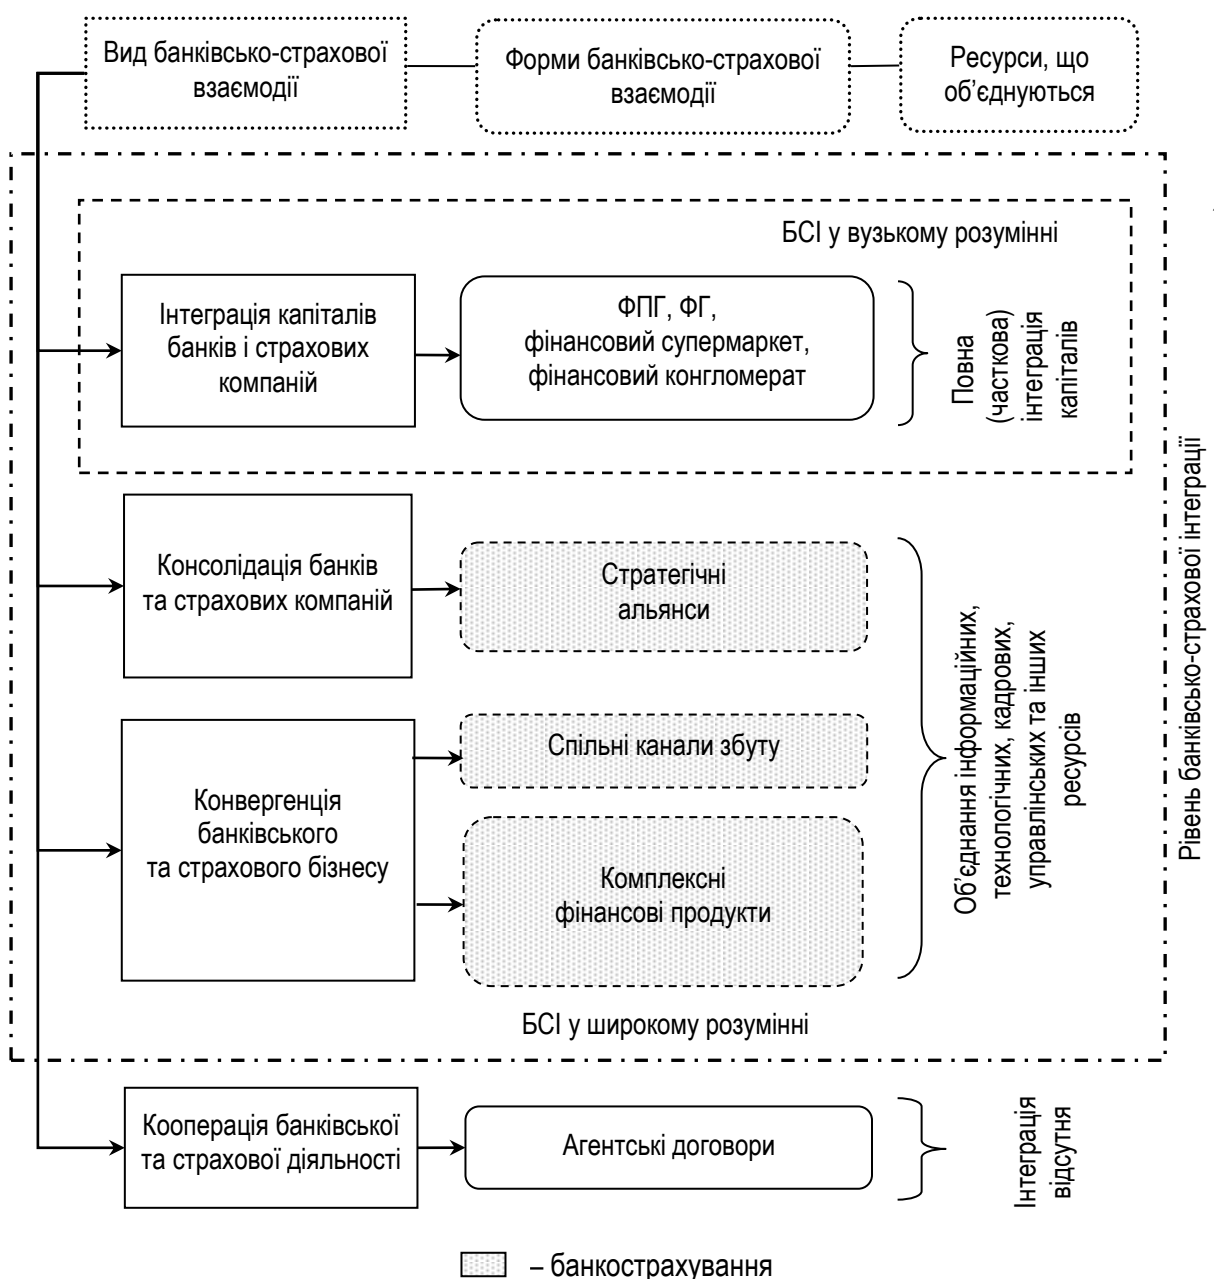 Вид банківсько-страхової
взаємодії
Форми банківсько-страхової
взаємодії
Ресурси, що
об’єднуються
БСІ у вузькому розумінні
Інтеграція капіталів
банків і страхових
компаній
ФПГ, ФГ,
фінансовий супермаркет,
фінансовий конгломерат
Повна
(часткова)
інтеграція
капіталів
Консолідація банків
та страхових компаній
Стратегічні
альянси
Конвергенція
банківського
та страхового бізнесу
Спільні канали збуту
Комплексні
фінансові продукти
Об’єднання інформаційних,
технологічних, кадрових,
управлінських та інших
ресурсів
БСІ у широкому розумінні
Рівень банківсько-страхової інтеграції
Кооперація банківської
та страхової діяльності
Агентські договори
Інтеграція
відсутня
– банкострахування